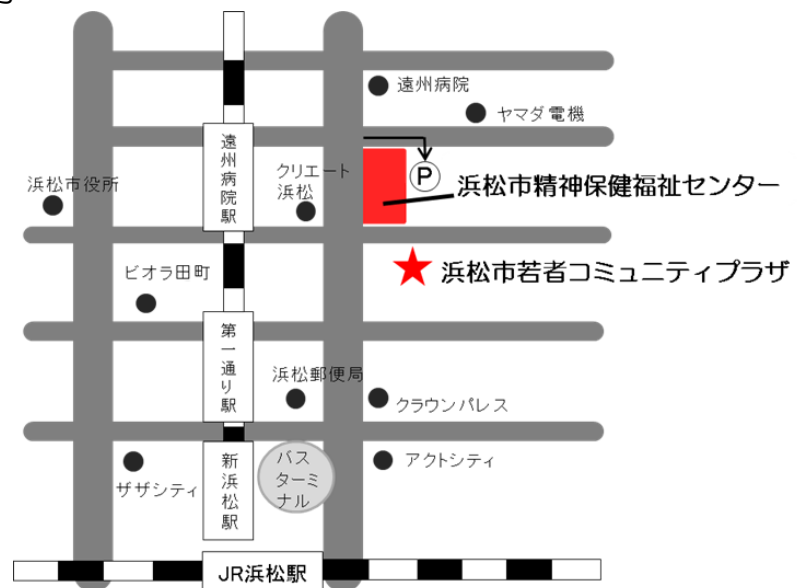 遠州病院
ヤマダ電機
遠州病院駅
クリエート
浜松
P
浜松市役所
浜松市精神保健福祉センター
ビオラ田町
浜松市若者コミュニティプラザ
第一通り駅
浜松郵便局
クラウンパレス
ザザシティ
新浜松駅
バス
ターミ
ナル
アクトシティ
JR浜松駅